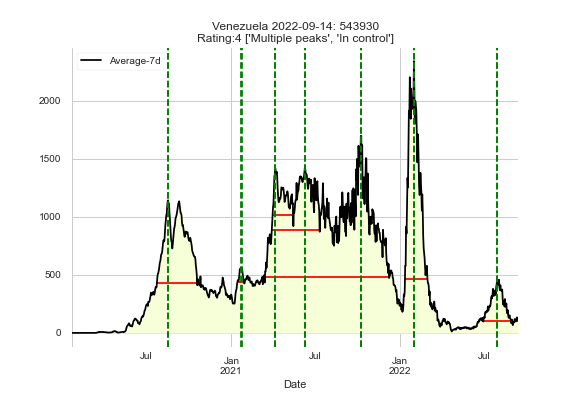 Venezuela 2022-09-14: 543930
Rating:4 ['Multiple peaks', 'In control']
Average-7d
2000
1500
1000
500
0
Jul
Jan
2021
Jul
Jan
2022
Jul
Date